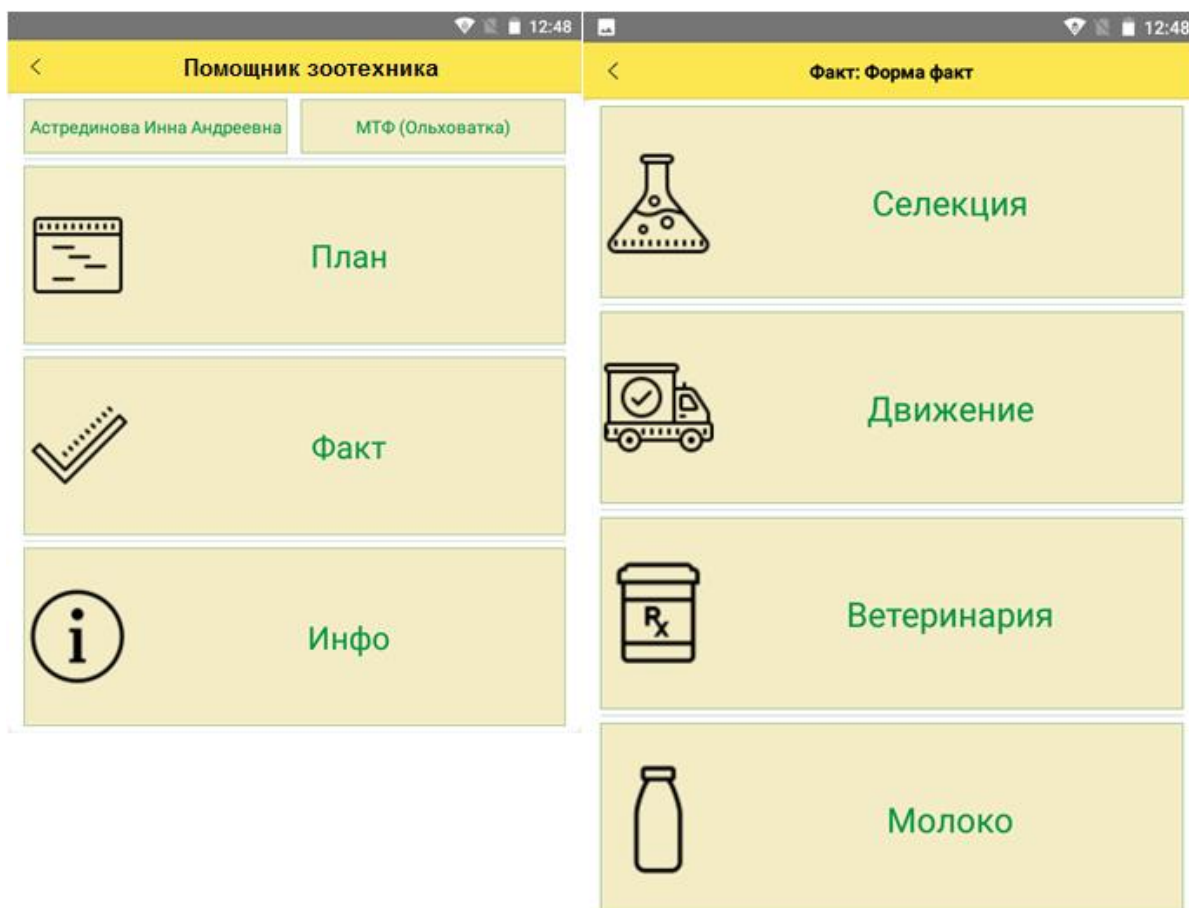 12:48
Помощник зоотехника
Астрединова Инна Андреевна
МТФ (Ольховатка)
План
Факт
i
Инфо
12:48
Факт: Форма факт
Селекция
Движение
Rx
Ветеринария
Молоко